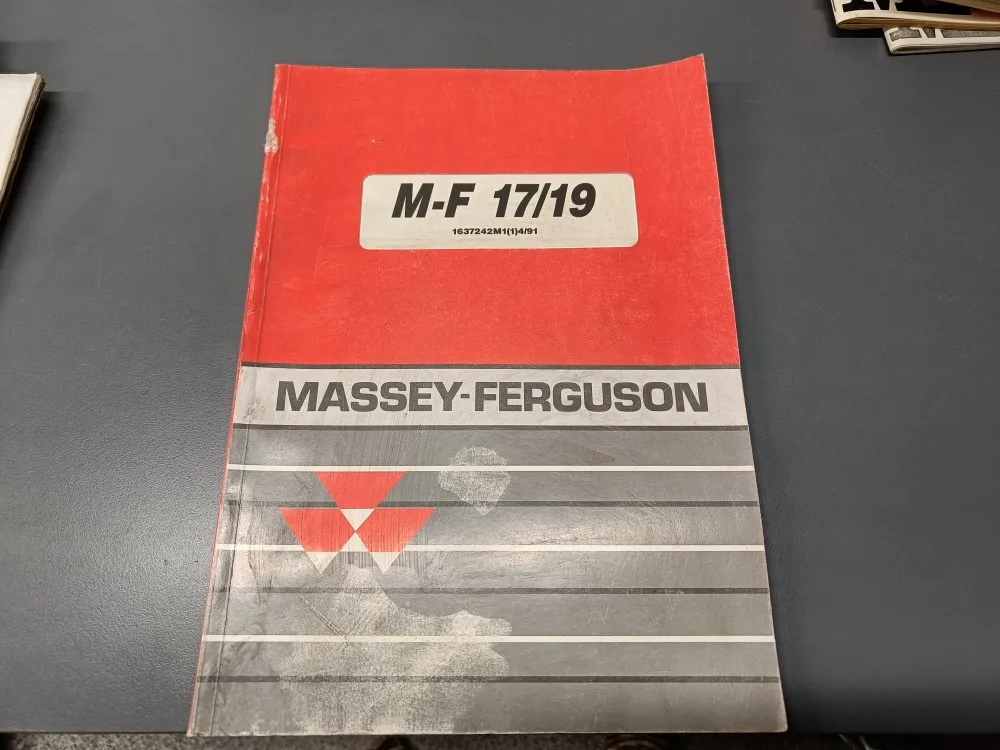 M-F 17/19
1637242M1(1)4/91
MASSEY-FERGUSON